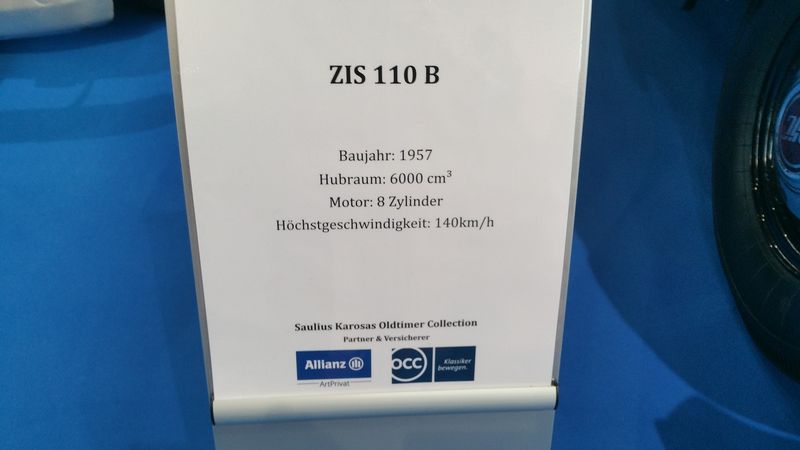 ZIS 110 B
Baujahr: 1957
Hubraum: 6000 cm³
Motor: 8 Zylinder
Höchstgeschwindigkeit: 140km/h
Saulius Karosas Oldtimer Collection
Partner & Versicherer
Allianz
ArtPrivat
OCC
Klassiker
bewegen.